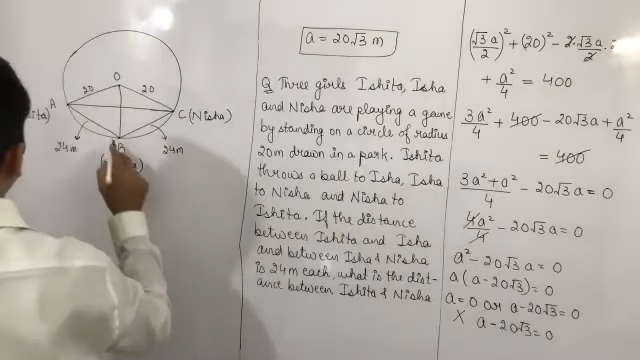 a = 20√3 m
O
20 20
A
C (Nisha)
24m B 24m
Q Three girls Ishita, Isha
and Nisha are playing a game
by standing on a circle of radius
20m drawn in a park. Ishita
throws a ball to Isha, Isha
to Nisha and Nisha to
Ishita. If the distance
between Ishita and Isha
and between Isha & Nisha
is 24m each, what is the dist-
ance between Ishita & Nisha
(√3a/2)² + (20)² - 2·√3a/2
+ a²/4 = 400
3a²/4 + 400 - 20√3a + a²/4
= 400
3a²+a²/4 - 20√3a = 0
4a²/4 - 20√3a = 0
a² - 20√3a = 0
a(a - 20√3) = 0
a=0 or a-20√3=0
X a-20√3=0